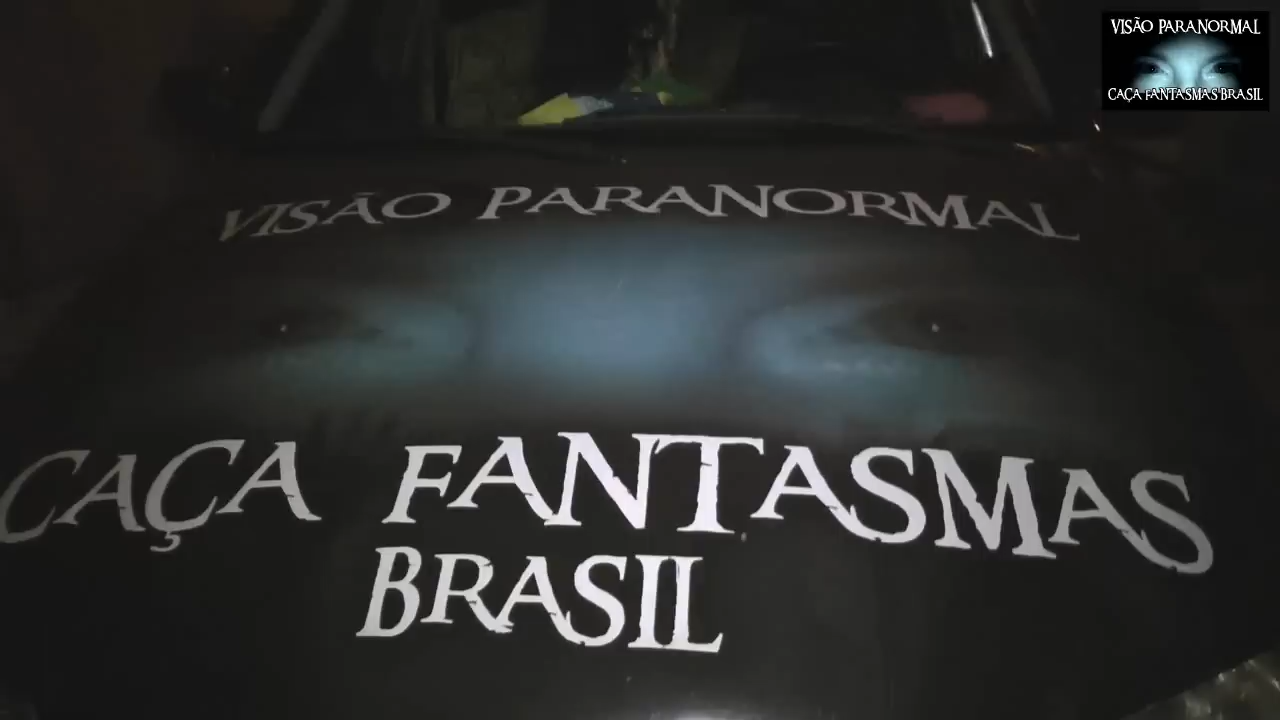 VISÃO PARANORMAL
CAÇA FANTASMAS BRASIL
VISÃO PARANORMAL
CAÇA FANTASMAS
BRASIL